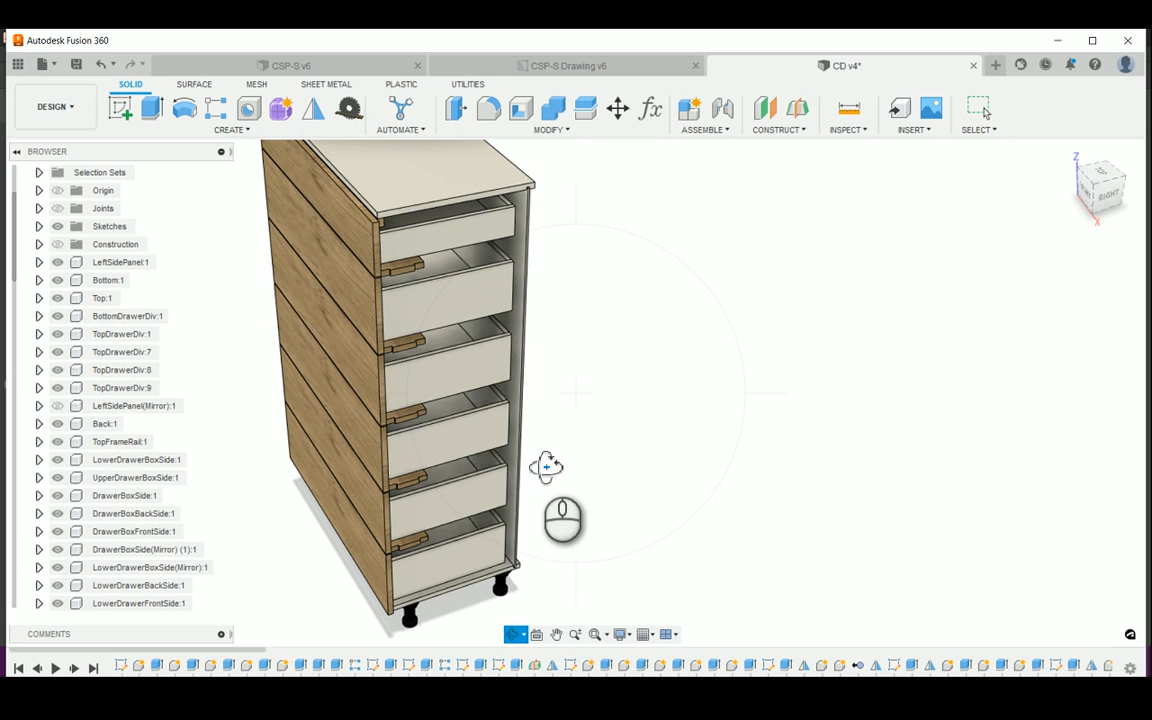 Autodesk Fusion 360
CSP-S v6
CSP-S Drawing v6
CD v4*
SOLID SURFACE MESH SHEET METAL PLASTIC UTILITIES
DESIGN
CREATE AUTOMATE MODIFY ASSEMBLE CONSTRUCT INSPECT INSERT SELECT
BROWSER
Selection Sets
Origin
Joints
Sketches
Construction
LeftSidePanel:1
Bottom:1
Top:1
BottomDrawerDiv:1
TopDrawerDiv:1
TopDrawerDiv:7
TopDrawerDiv:8
TopDrawerDiv:9
LeftSidePanel(Mirror):1
Back:1
TopFrameRail:1
LowerDrawerBoxSide:1
UpperDrawerBoxSide:1
DrawerBoxSide:1
DrawerBoxBackSide:1
DrawerBoxFrontSide:1
DrawerBoxSide(Mirror) (1):1
LowerDrawerBoxSide(Mirror):1
LowerDrawerBackSide:1
LowerDrawerFrontSide:1
COMMENTS
Z
TOP
RIGHT
X